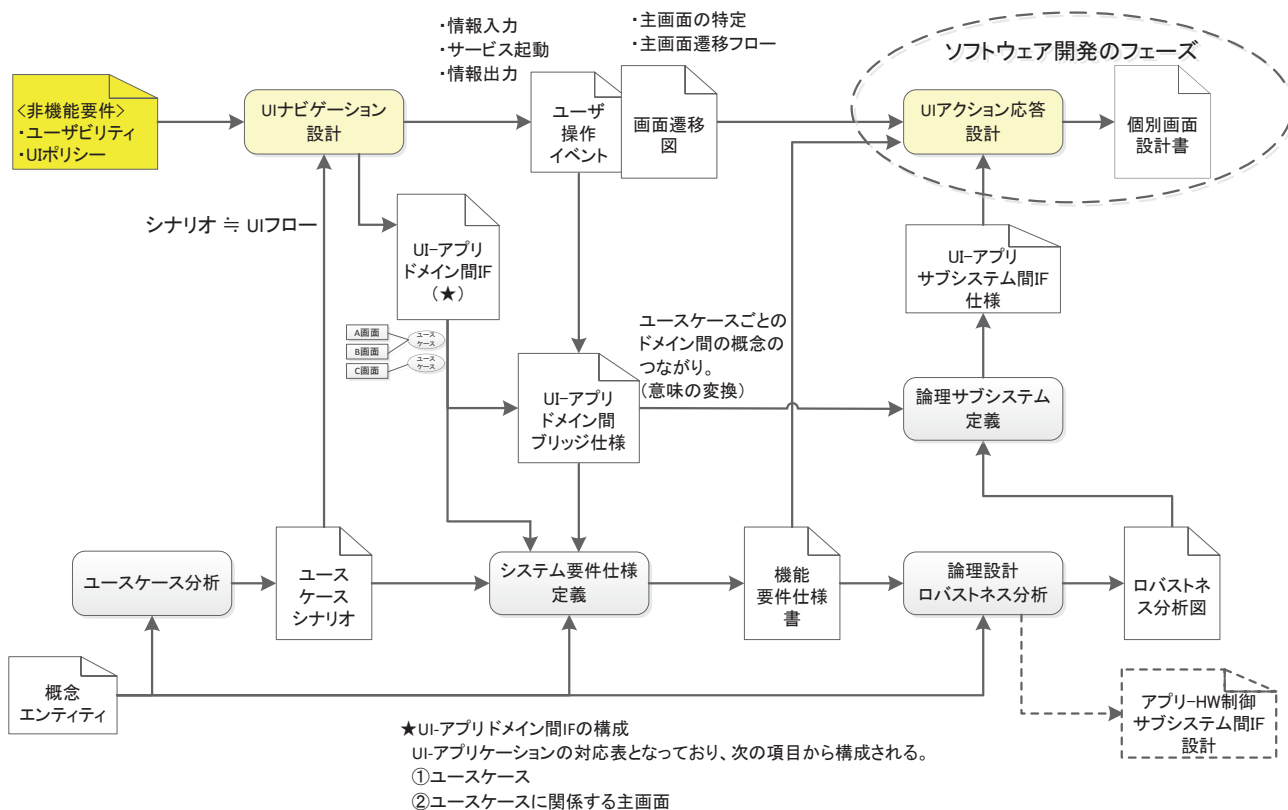 ・情報入力
・サービス起動
・情報出力
・主画面の特定
・主画面遷移フロー
ソフトウェア開発のフェーズ
<非機能要件>
・ユーザビリティ
・UIポリシー
UIナビゲーション
設計
ユーザ
操作
イベント
画面遷移
図
UIアクション応答
設計
個別画面
設計書
シナリオ ≒ UIフロー
UI-アプリ
ドメイン間IF
(★)
UI-アプリ
サブシステム間IF
仕様
A画面
B画面
C画面
ユース
ケース
ユース
ケース
ユースケースごとの
ドメイン間の概念の
つながり。
(意味の変換)
UI-アプリ
ドメイン間
ブリッジ仕様
論理サブシステム
定義
ユースケース分析
ユース
ケース
シナリオ
システム要件仕様
定義
機能
要件仕様
書
論理設計
ロバストネス分析
ロバストネ
ス分析図
概念
エンティティ
アプリ-HW制御
サブシステム間IF
設計
★UI-アプリドメイン間IFの構成
UI-アプリケーションの対応表となっており、次の項目から構成される。
①ユースケース
②ユースケースに関係する主画面